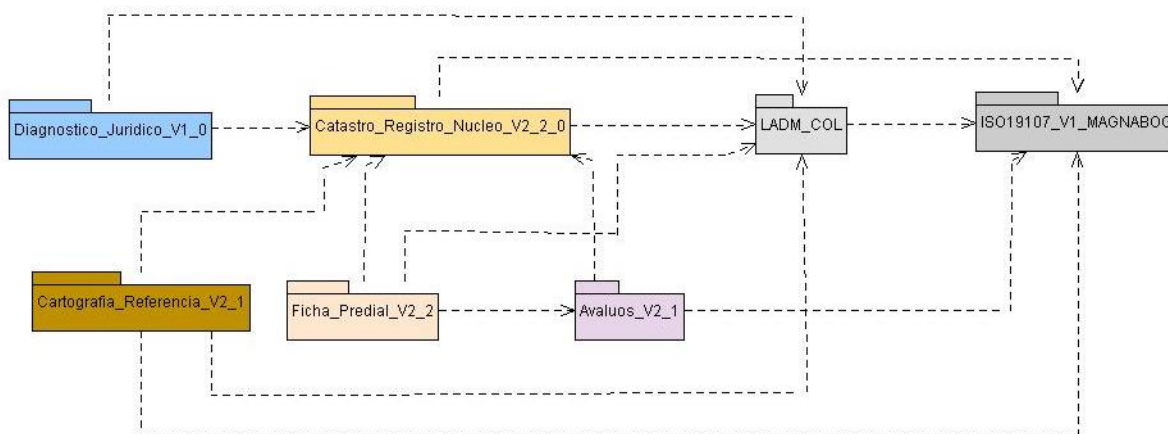 Diagnostico_Juridico_V1_0
Catastro_Registro_Nucleo_V2_2_0
LADM_COL
ISO19107_V1_MAGNABOG
Cartografia_Referencia_V2_1
Ficha_Predial_V2_2
Avaluos_V2_1